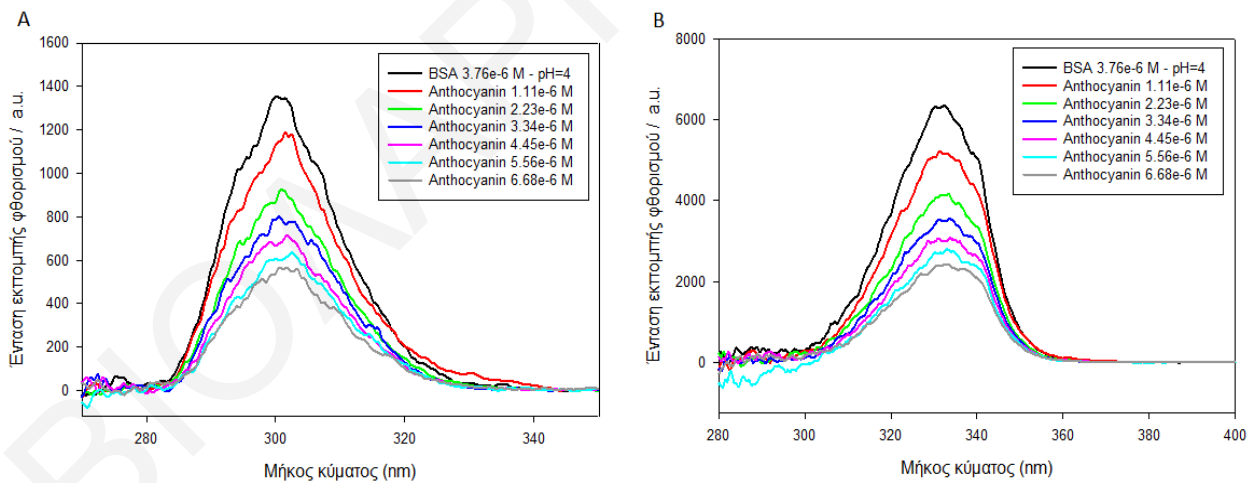 A
1600
1400
1200
1000
800
600
400
200
0
280
300
320
340
Ένταση εκπομπής φθορισμού / a.u.
Μήκος κύματος (nm)
BSA 3.76e-6 M - pH=4
Anthocyanin 1.11e-6 M
Anthocyanin 2.23e-6 M
Anthocyanin 3.34e-6 M
Anthocyanin 4.45e-6 M
Anthocyanin 5.56e-6 M
Anthocyanin 6.68e-6 M
B
8000
6000
4000
2000
0
280
300
320
340
360
380
400
Ένταση εκπομπής φθορισμού / a.u.
Μήκος κύματος (nm)
BSA 3.76e-6 M - pH=4
Anthocyanin 1.11e-6 M
Anthocyanin 2.23e-6 M
Anthocyanin 3.34e-6 M
Anthocyanin 4.45e-6 M
Anthocyanin 5.56e-6 M
Anthocyanin 6.68e-6 M